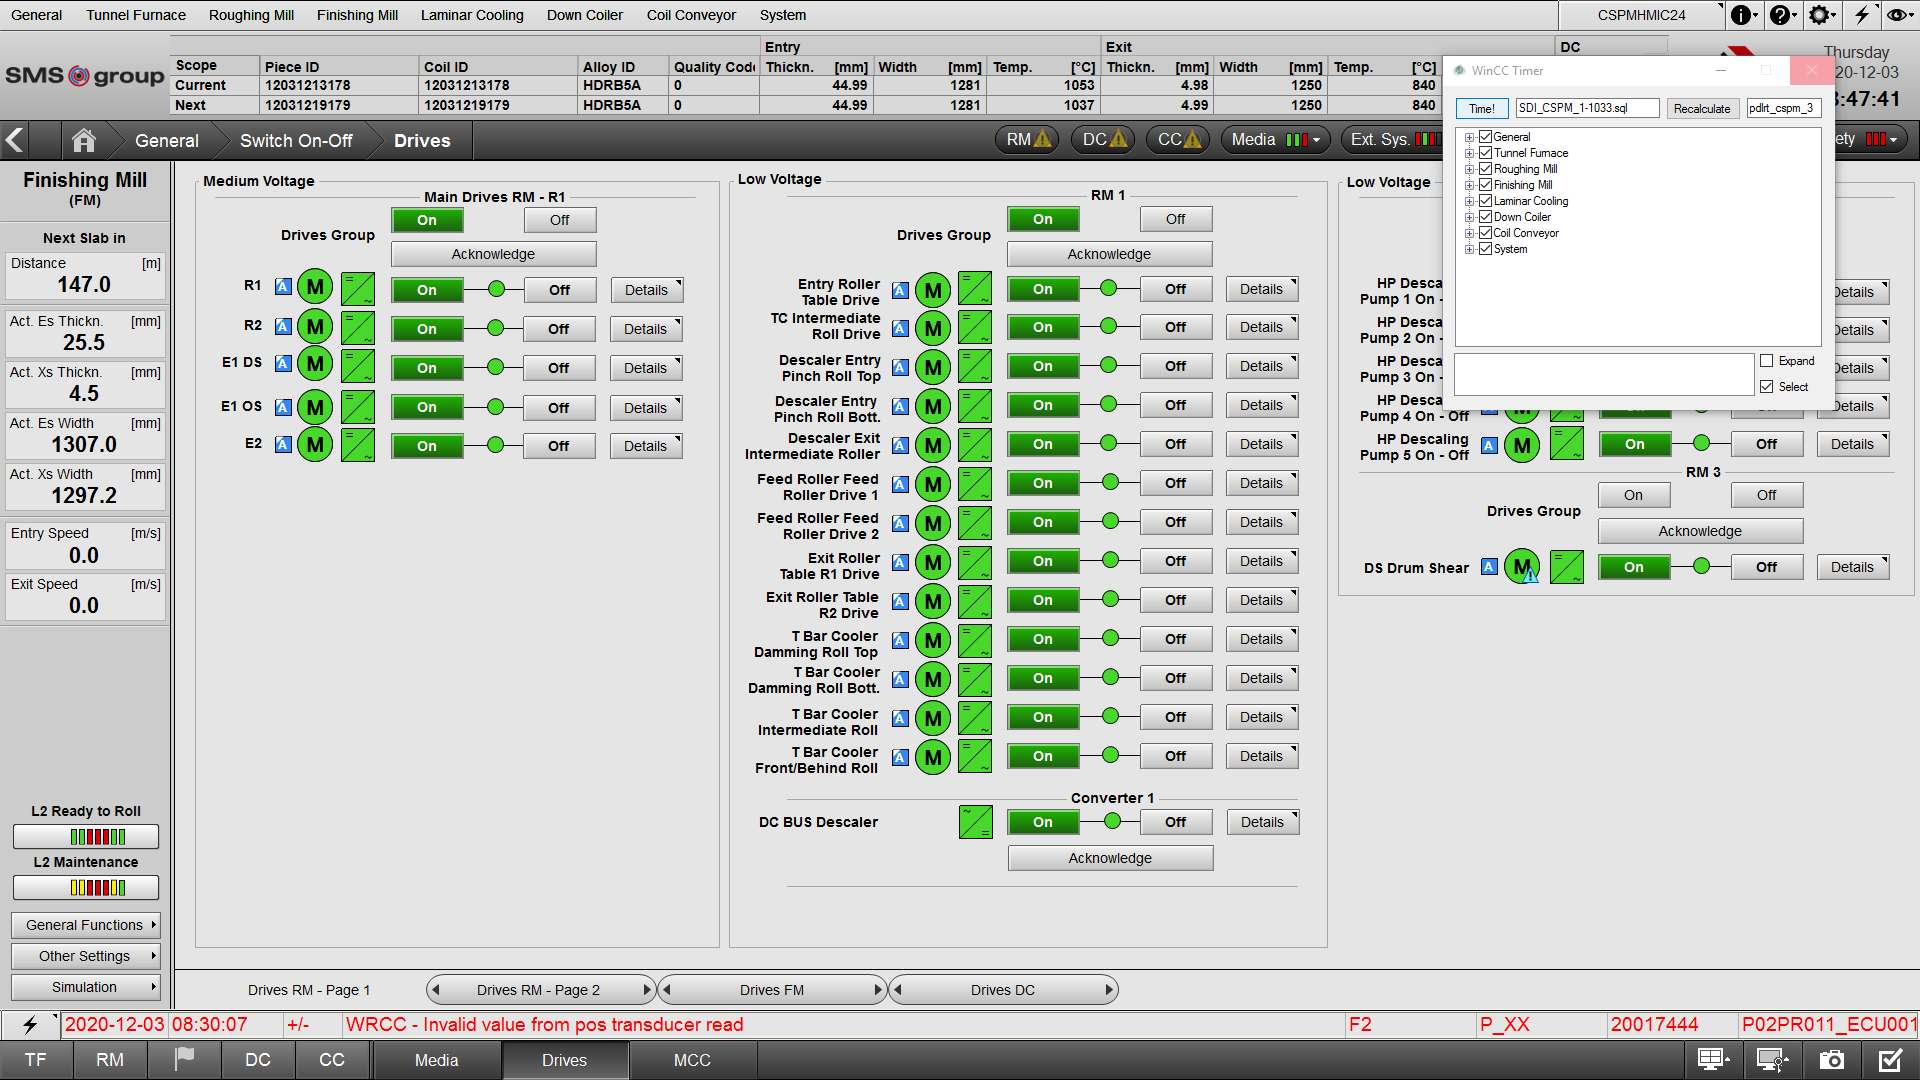 General Tunnel Furnace Roughing Mill Finishing Mill Laminar Cooling Down Coiler Coil Conveyor System CSPMHMIC24
SMS group
Entry Exit DC
Scope Piece ID Coil ID Alloy ID Quality Code Thickn. [mm] Width [mm] Temp. [°C] Thickn. [mm] Width [mm] Temp. [°C]
Current 12031213178 12031213178 HDRB5A 0 44.99 1281 1053 4.98 1250 840
Next 12031219179 12031219179 HDRB5A 0 44.99 1281 1037 4.99 1250 840
Thursday
20-12-03
3:47:41
General Switch On-Off Drives RM DC CC Media Ext. Sys. ety
WinCC Timer
Time! SDI_CSPM_1-1033.sql Recalculate pdlrt_cspm_3
General
Tunnel Furnace
Roughing Mill
Finishing Mill
Laminar Cooling
Down Coiler
Coil Conveyor
System
Expand
Select
Finishing Mill
(FM)
Next Slab in
Distance [m]
147.0
Act. Es Thickn. [mm]
25.5
Act. Xs Thickn. [mm]
4.5
Act. Es Width [mm]
1307.0
Act. Xs Width [mm]
1297.2
Entry Speed [m/s]
0.0
Exit Speed [m/s]
0.0
L2 Ready to Roll
L2 Maintenance
General Functions
Other Settings
Simulation
Medium Voltage
Main Drives RM - R1
On Off
Drives Group
Acknowledge
R1 A M = ~ On Off Details
R2 A M = ~ On Off Details
E1 DS A M = ~ On Off Details
E1 OS A M = ~ On Off Details
E2 A M = ~ On Off Details
Low Voltage
RM 1
On Off
Drives Group
Acknowledge
Entry Roller
Table Drive A M = ~ On Off Details
TC Intermediate
Roll Drive A M = ~ On Off Details
Descaler Entry
Pinch Roll Top A M = ~ On Off Details
Descaler Entry
Pinch Roll Bott. A M = ~ On Off Details
Descaler Exit
Intermediate Roller A M = ~ On Off Details
Feed Roller Feed
Roller Drive 1 A M = ~ On Off Details
Feed Roller Feed
Roller Drive 2 A M = ~ On Off Details
Exit Roller
Table R1 Drive A M = ~ On Off Details
Exit Roller Table
R2 Drive A M = ~ On Off Details
T Bar Cooler
Damming Roll Top A M = ~ On Off Details
T Bar Cooler
Damming Roll Bott. A M = ~ On Off Details
T Bar Cooler
Intermediate Roll A M = ~ On Off Details
T Bar Cooler
Front/Behind Roll A M = ~ On Off Details
Converter 1
DC BUS Descaler ~ = On Off Details
Acknowledge
Low Voltage
HP Desca
Pump 1 On - Details
HP Desca
Pump 2 On - Details
HP Desca
Pump 3 On - Details
HP Desca
Pump 4 On - Off Details
HP Descaling
Pump 5 On - Off A M = ~ On Off Details
RM 3
On Off
Drives Group
Acknowledge
DS Drum Shear A M = ~ On Off Details
Drives RM - Page 1 Drives RM - Page 2 Drives FM Drives DC
2020-12-03 08:30:07 +/- WRCC - Invalid value from pos transducer read F2 P_XX 20017444 P02PR011_ECU001
TF RM DC CC Media Drives MCC